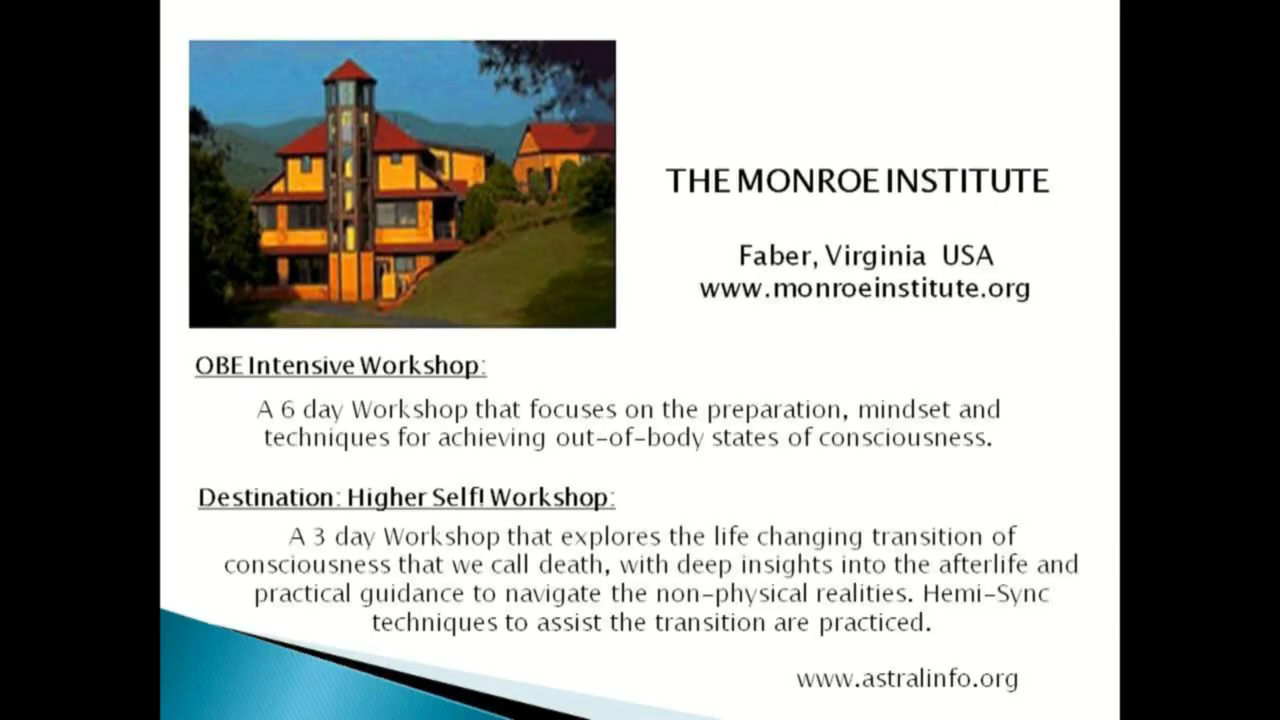 THE MONROE INSTITUTE
Faber, Virginia USA
www.monroeinstitute.org
OBE Intensive Workshop:
A 6 day Workshop that focuses on the preparation, mindset and
techniques for achieving out-of-body states of consciousness.
Destination: Higher Self! Workshop:
A 3 day Workshop that explores the life changing transition of
consciousness that we call death, with deep insights into the afterlife and
practical guidance to navigate the non-physical realities. Hemi-Sync
techniques to assist the transition are practiced.
www.astralinfo.org